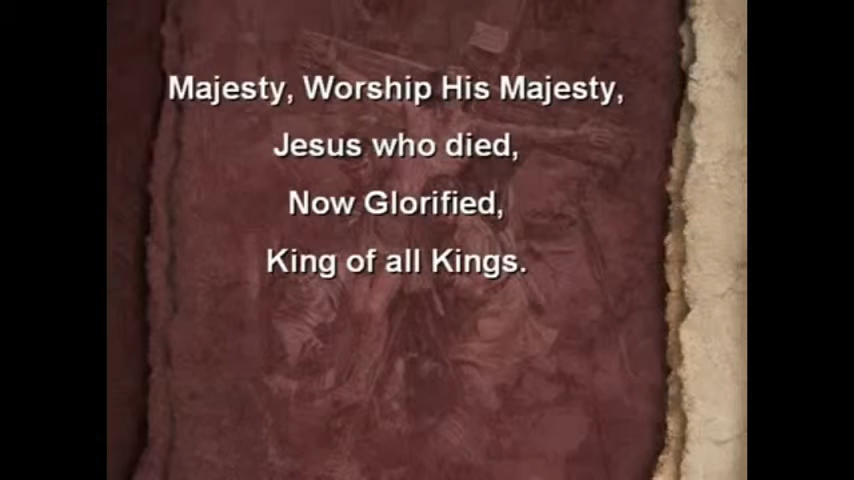 Majesty, Worship His Majesty,
Jesus who died,
Now Glorified,
King of all Kings.